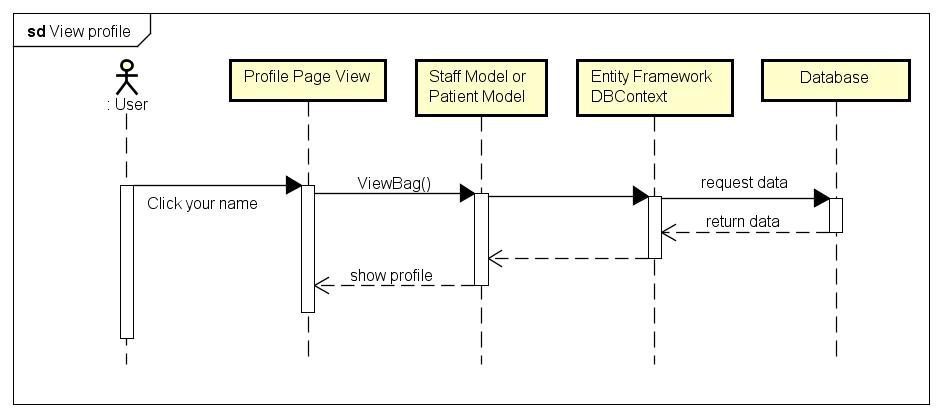 sd View profile
: User
Profile Page View
Staff Model or
Patient Model
Entity Framework
DBContext
Database
Click your name
ViewBag()
request data
return data
show profile